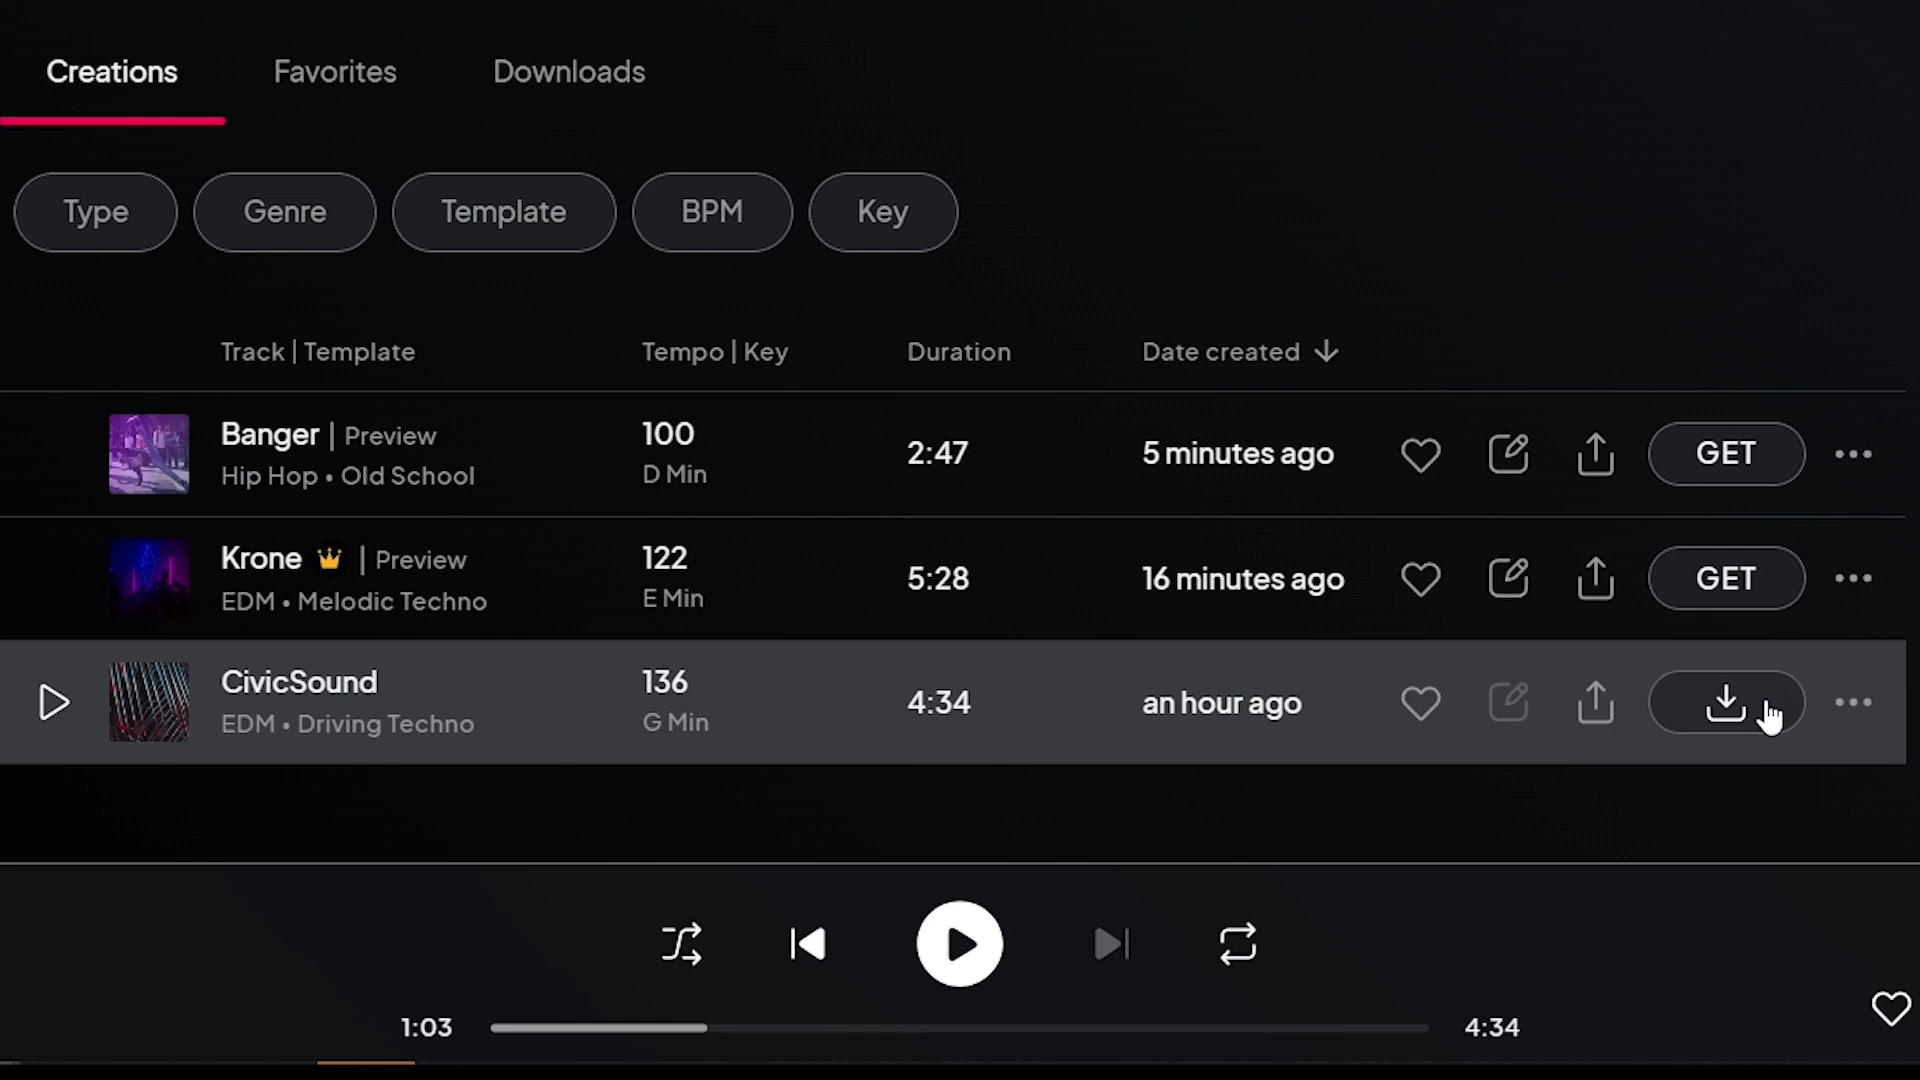 Creations Favorites Downloads
Type Genre Template BPM Key
Track | Template Tempo | Key Duration Date created
Banger | Preview 100 2:47 5 minutes ago GET
Hip Hop • Old School D Min
Krone | Preview 122 5:28 16 minutes ago GET
EDM • Melodic Techno E Min
CivicSound 136 4:34 an hour ago
EDM • Driving Techno G Min
1:03 4:34